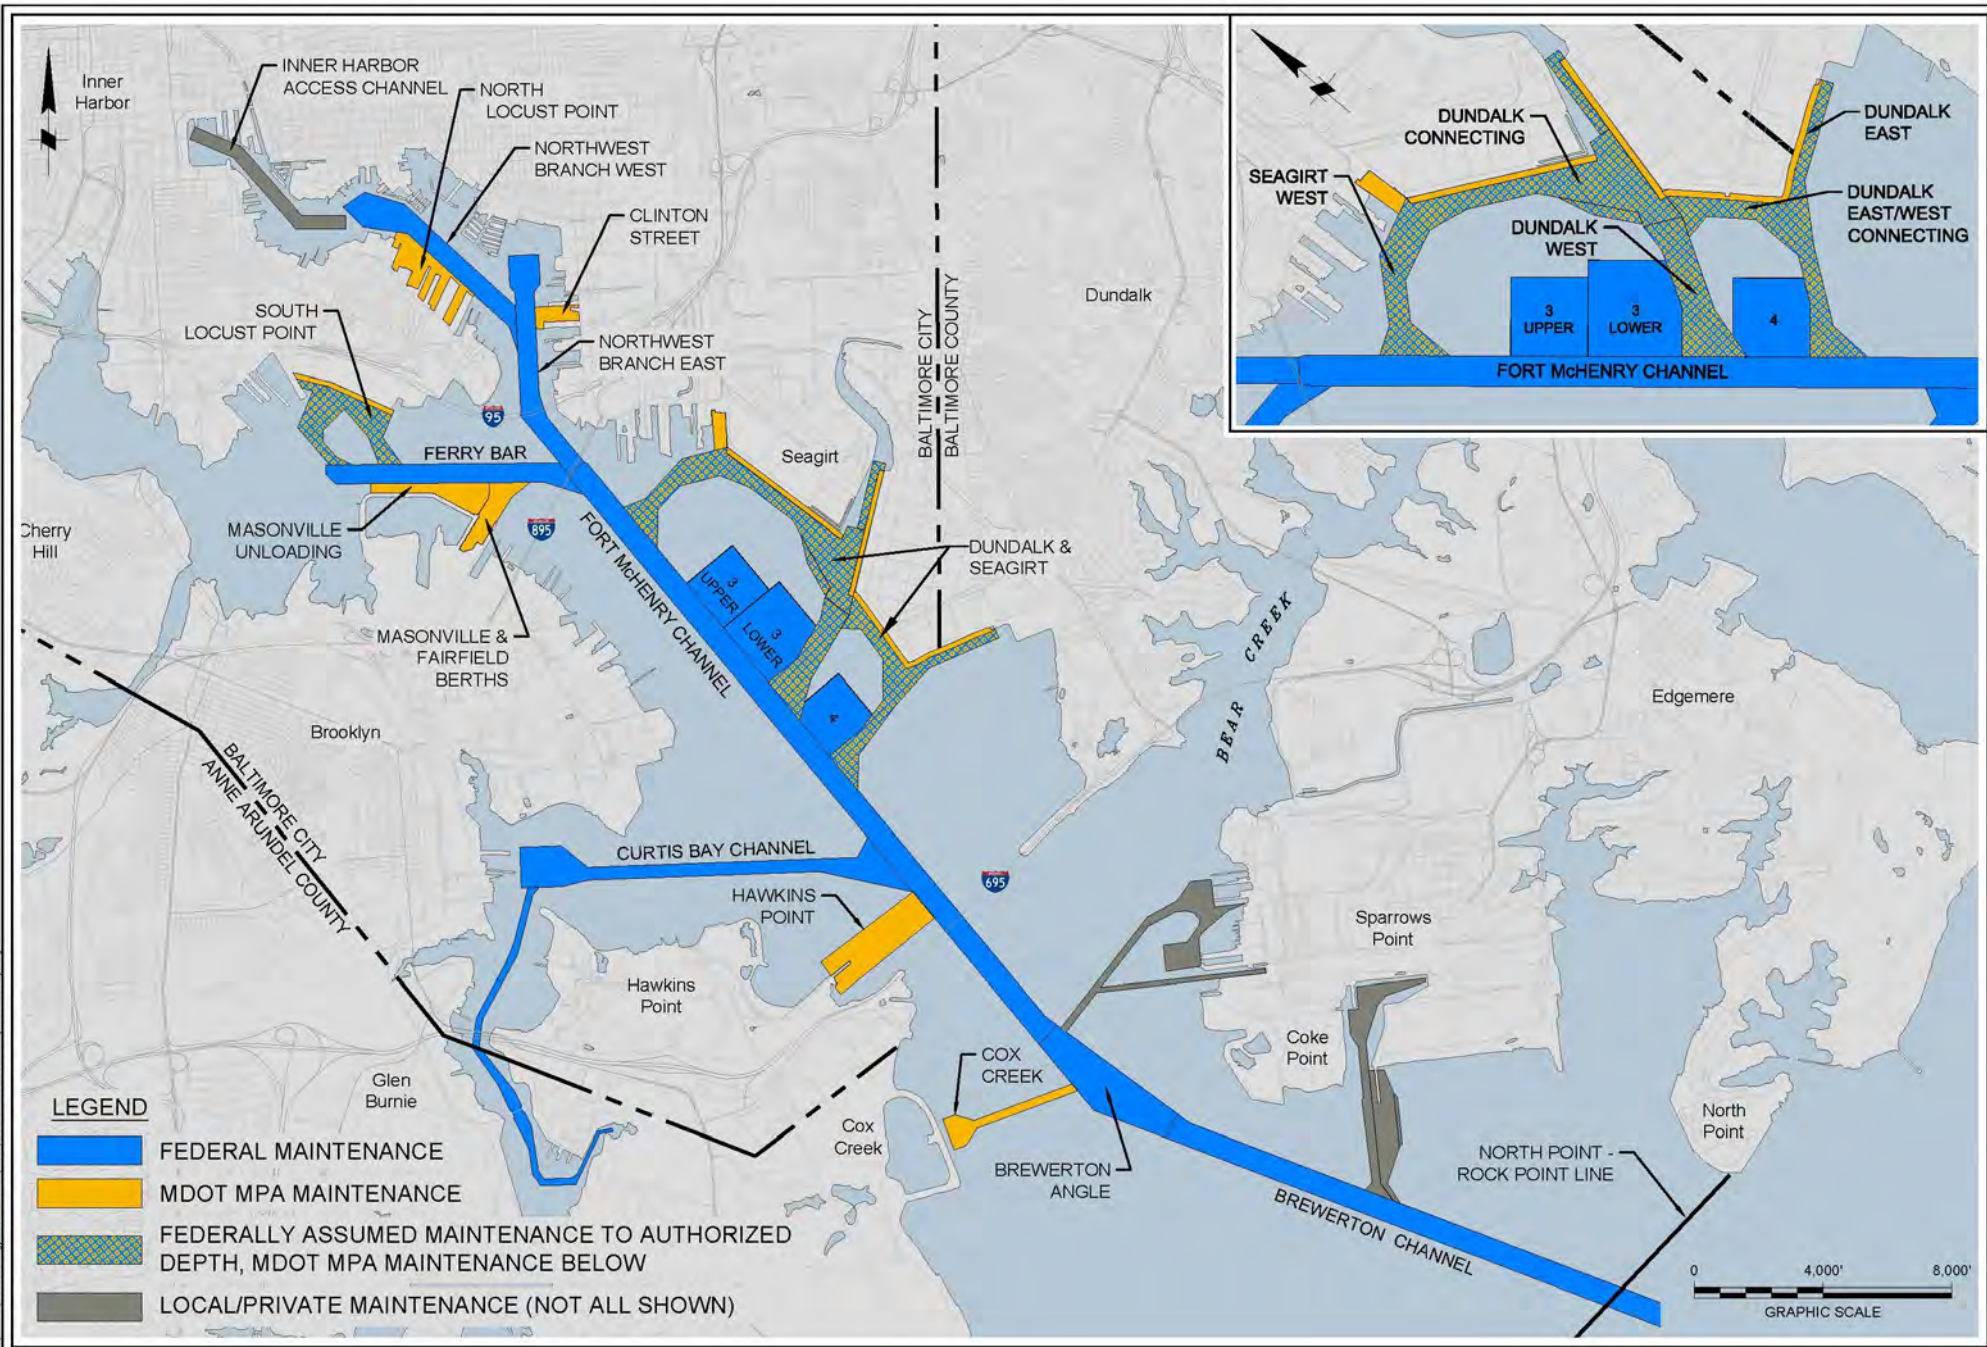 Inner
Harbor
INNER HARBOR
ACCESS CHANNEL
NORTH
LOCUST POINT
NORTHWEST
BRANCH WEST
CLINTON
STREET
SOUTH
LOCUST POINT
NORTHWEST
BRANCH EAST
95
FERRY BAR
Seagirt
BALTIMORE CITY
BALTIMORE COUNTY
Dundalk
Cherry
Hill
MASONVILLE
UNLOADING
895
FORT McHENRY CHANNEL
DUNDALK &
SEAGIRT
3
UPPER
3
LOWER
4
MASONVILLE &
FAIRFIELD
BERTHS
BEAR CREEK
Edgemere
Brooklyn
BALTIMORE CITY
ANNE ARUNDEL COUNTY
CURTIS BAY CHANNEL
695
HAWKINS
POINT
Sparrows
Point
Hawkins
Point
Coke
Point
COX
CREEK
Glen
Burnie
Cox
Creek
North
Point
BREWERTON
ANGLE
NORTH POINT -
ROCK POINT LINE
BREWERTON CHANNEL
0 4,000' 8,000'
GRAPHIC SCALE
LEGEND
FEDERAL MAINTENANCE
MDOT MPA MAINTENANCE
FEDERALLY ASSUMED MAINTENANCE TO AUTHORIZED
DEPTH, MDOT MPA MAINTENANCE BELOW
LOCAL/PRIVATE MAINTENANCE (NOT ALL SHOWN)
DUNDALK
CONNECTING
DUNDALK
EAST
SEAGIRT
WEST
DUNDALK
WEST
DUNDALK
EAST/WEST
CONNECTING
3
UPPER
3
LOWER
4
FORT McHENRY CHANNEL